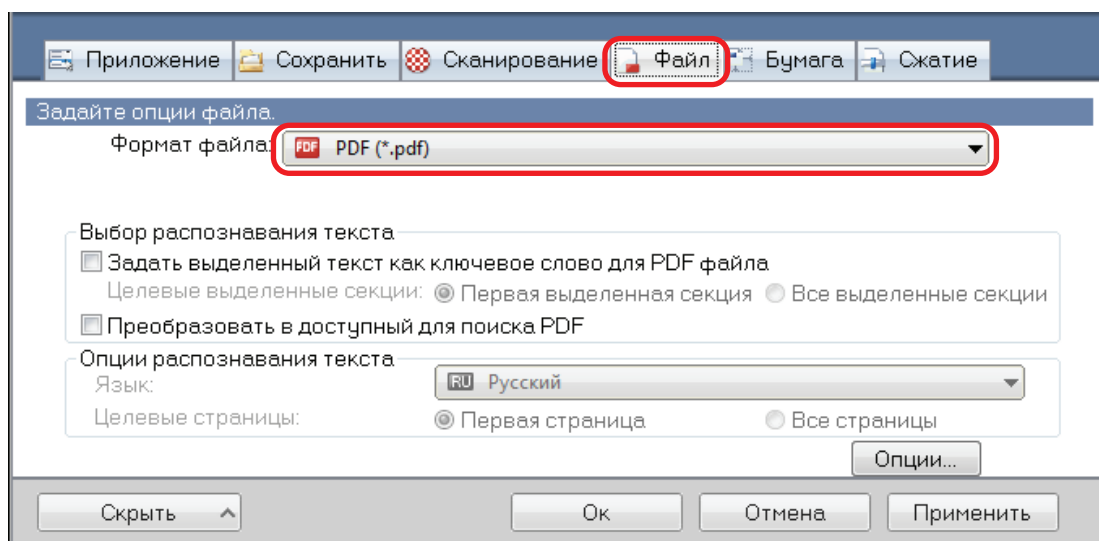 Приложение Сохранить Сканирование Файл Бумага Сжатие
Задайте опции файла.
Формат файла: PDF PDF (*.pdf)
Выбор распознавания текста
Задать выделенный текст как ключевое слово для PDF файла
Целевые выделенные секции: Первая выделенная секция Все выделенные секции
Преобразовать в доступный для поиска PDF
Опции распознавания текста
Язык: RU Русский
Целевые страницы: Первая страница Все страницы
Опции...
Скрыть Ок Отмена Применить